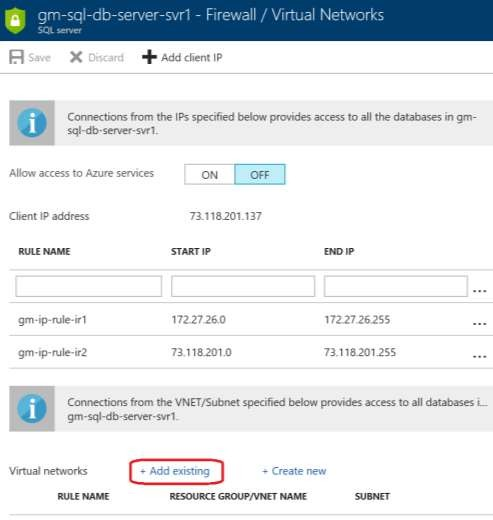 gm-sql-db-server-svr1 - Firewall / Virtual Networks
SQL server
Save Discard Add client IP
Connections from the IPs specified below provides access to all the databases in gm-
sql-db-server-svr1.
Allow access to Azure services ON OFF
Client IP address 73.118.201.137
RULE NAME START IP END IP
...
gm-ip-rule-ir1 172.27.26.0 172.27.26.255 ...
gm-ip-rule-ir2 73.118.201.0 73.118.201.255 ...
Connections from the VNET/Subnet specified below provides access to all databases i...
gm-sql-db-server-svr1.
Virtual networks + Add existing + Create new
RULE NAME RESOURCE GROUP/VNET NAME SUBNET